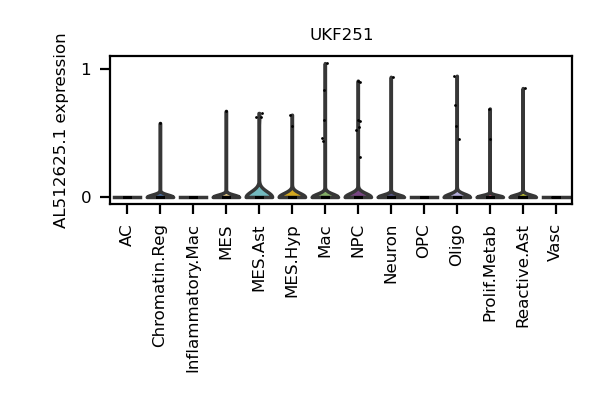 UKF251
AL512625.1 expression
1
0
AC
Chromatin.Reg
Inflammatory.Mac
MES
MES.Ast
MES.Hyp
Mac
NPC
Neuron
OPC
Oligo
Prolif.Metab
Reactive.Ast
Vasc